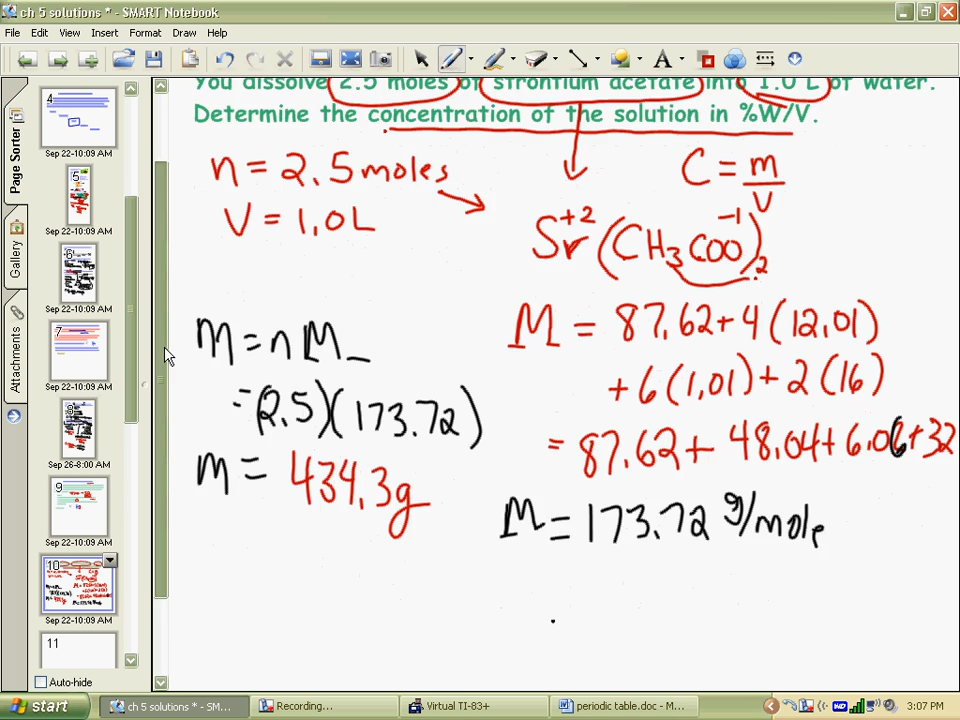 ch 5 solutions * - SMART Notebook
File Edit View Insert Format Draw Help
You dissolve 2.5 moles of strontium acetate into 1.0 L of water.
Determine the concentration of the solution in %W/V.
n = 2.5 moles
V = 1.0L
C = m/V
Sr+2(CH3COO-1)2
M = 87.62+4(12.01)
+6(1.01)+2(16)
= 87.62+48.04+6.06+32
M = 173.72 g/mole
m = nM
=(2.5)(173.72)
m = 434.3g
Page Sorter
Gallery
Attachments
4
Sep 22-10:09 AM
5
Sep 22-10:09 AM
6
Sep 22-10:09 AM
7
Sep 22-10:09 AM
8
Sep 26-8:00 AM
9
Sep 22-10:09 AM
10
Sep 22-10:09 AM
11
Auto-hide
start
ch 5 solutions * - SM...
Recording...
Virtual TI-83+
periodic table.doc - M...
3:07 PM